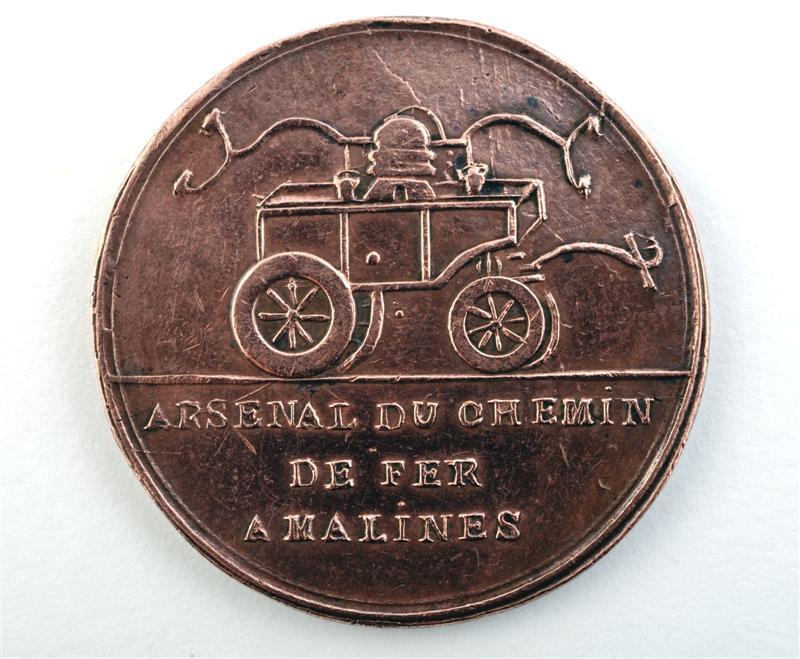 ARSENAL DU CHEMIN
DE FER
A MALINES